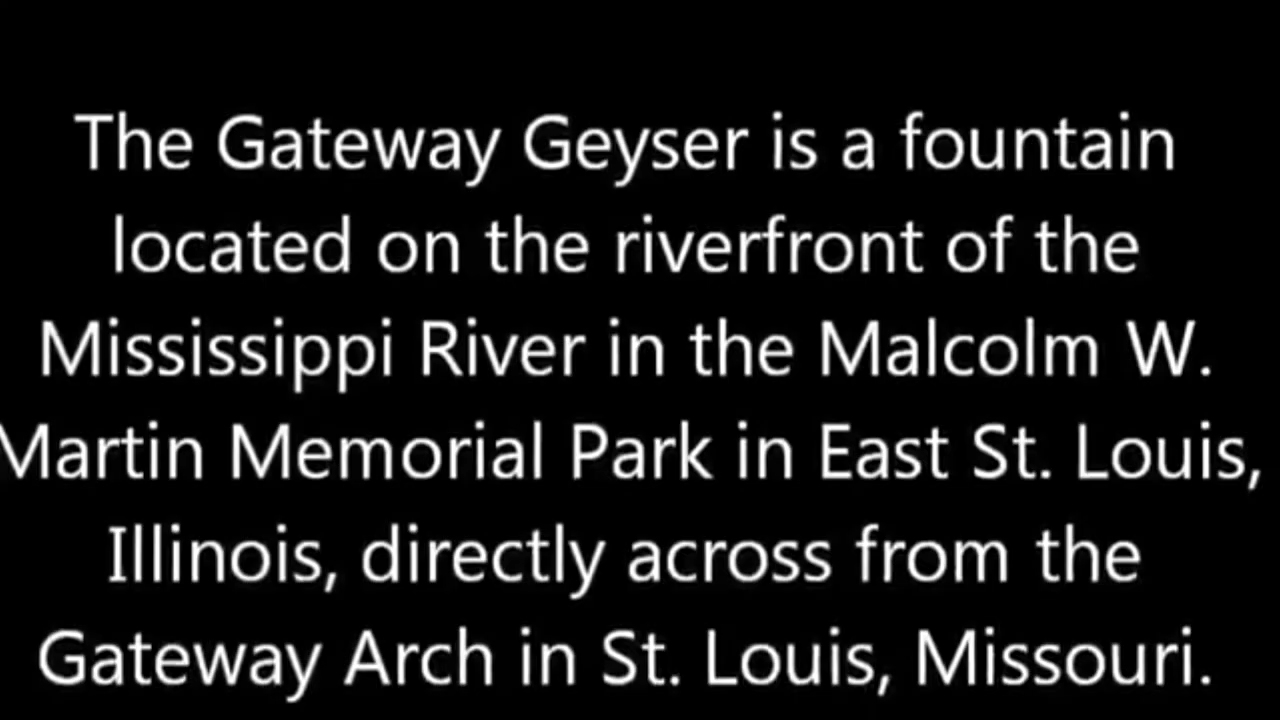 The Gateway Geyser is a fountain
located on the riverfront of the
Mississippi River in the Malcolm W.
Martin Memorial Park in East St. Louis,
Illinois, directly across from the
Gateway Arch in St. Louis, Missouri.